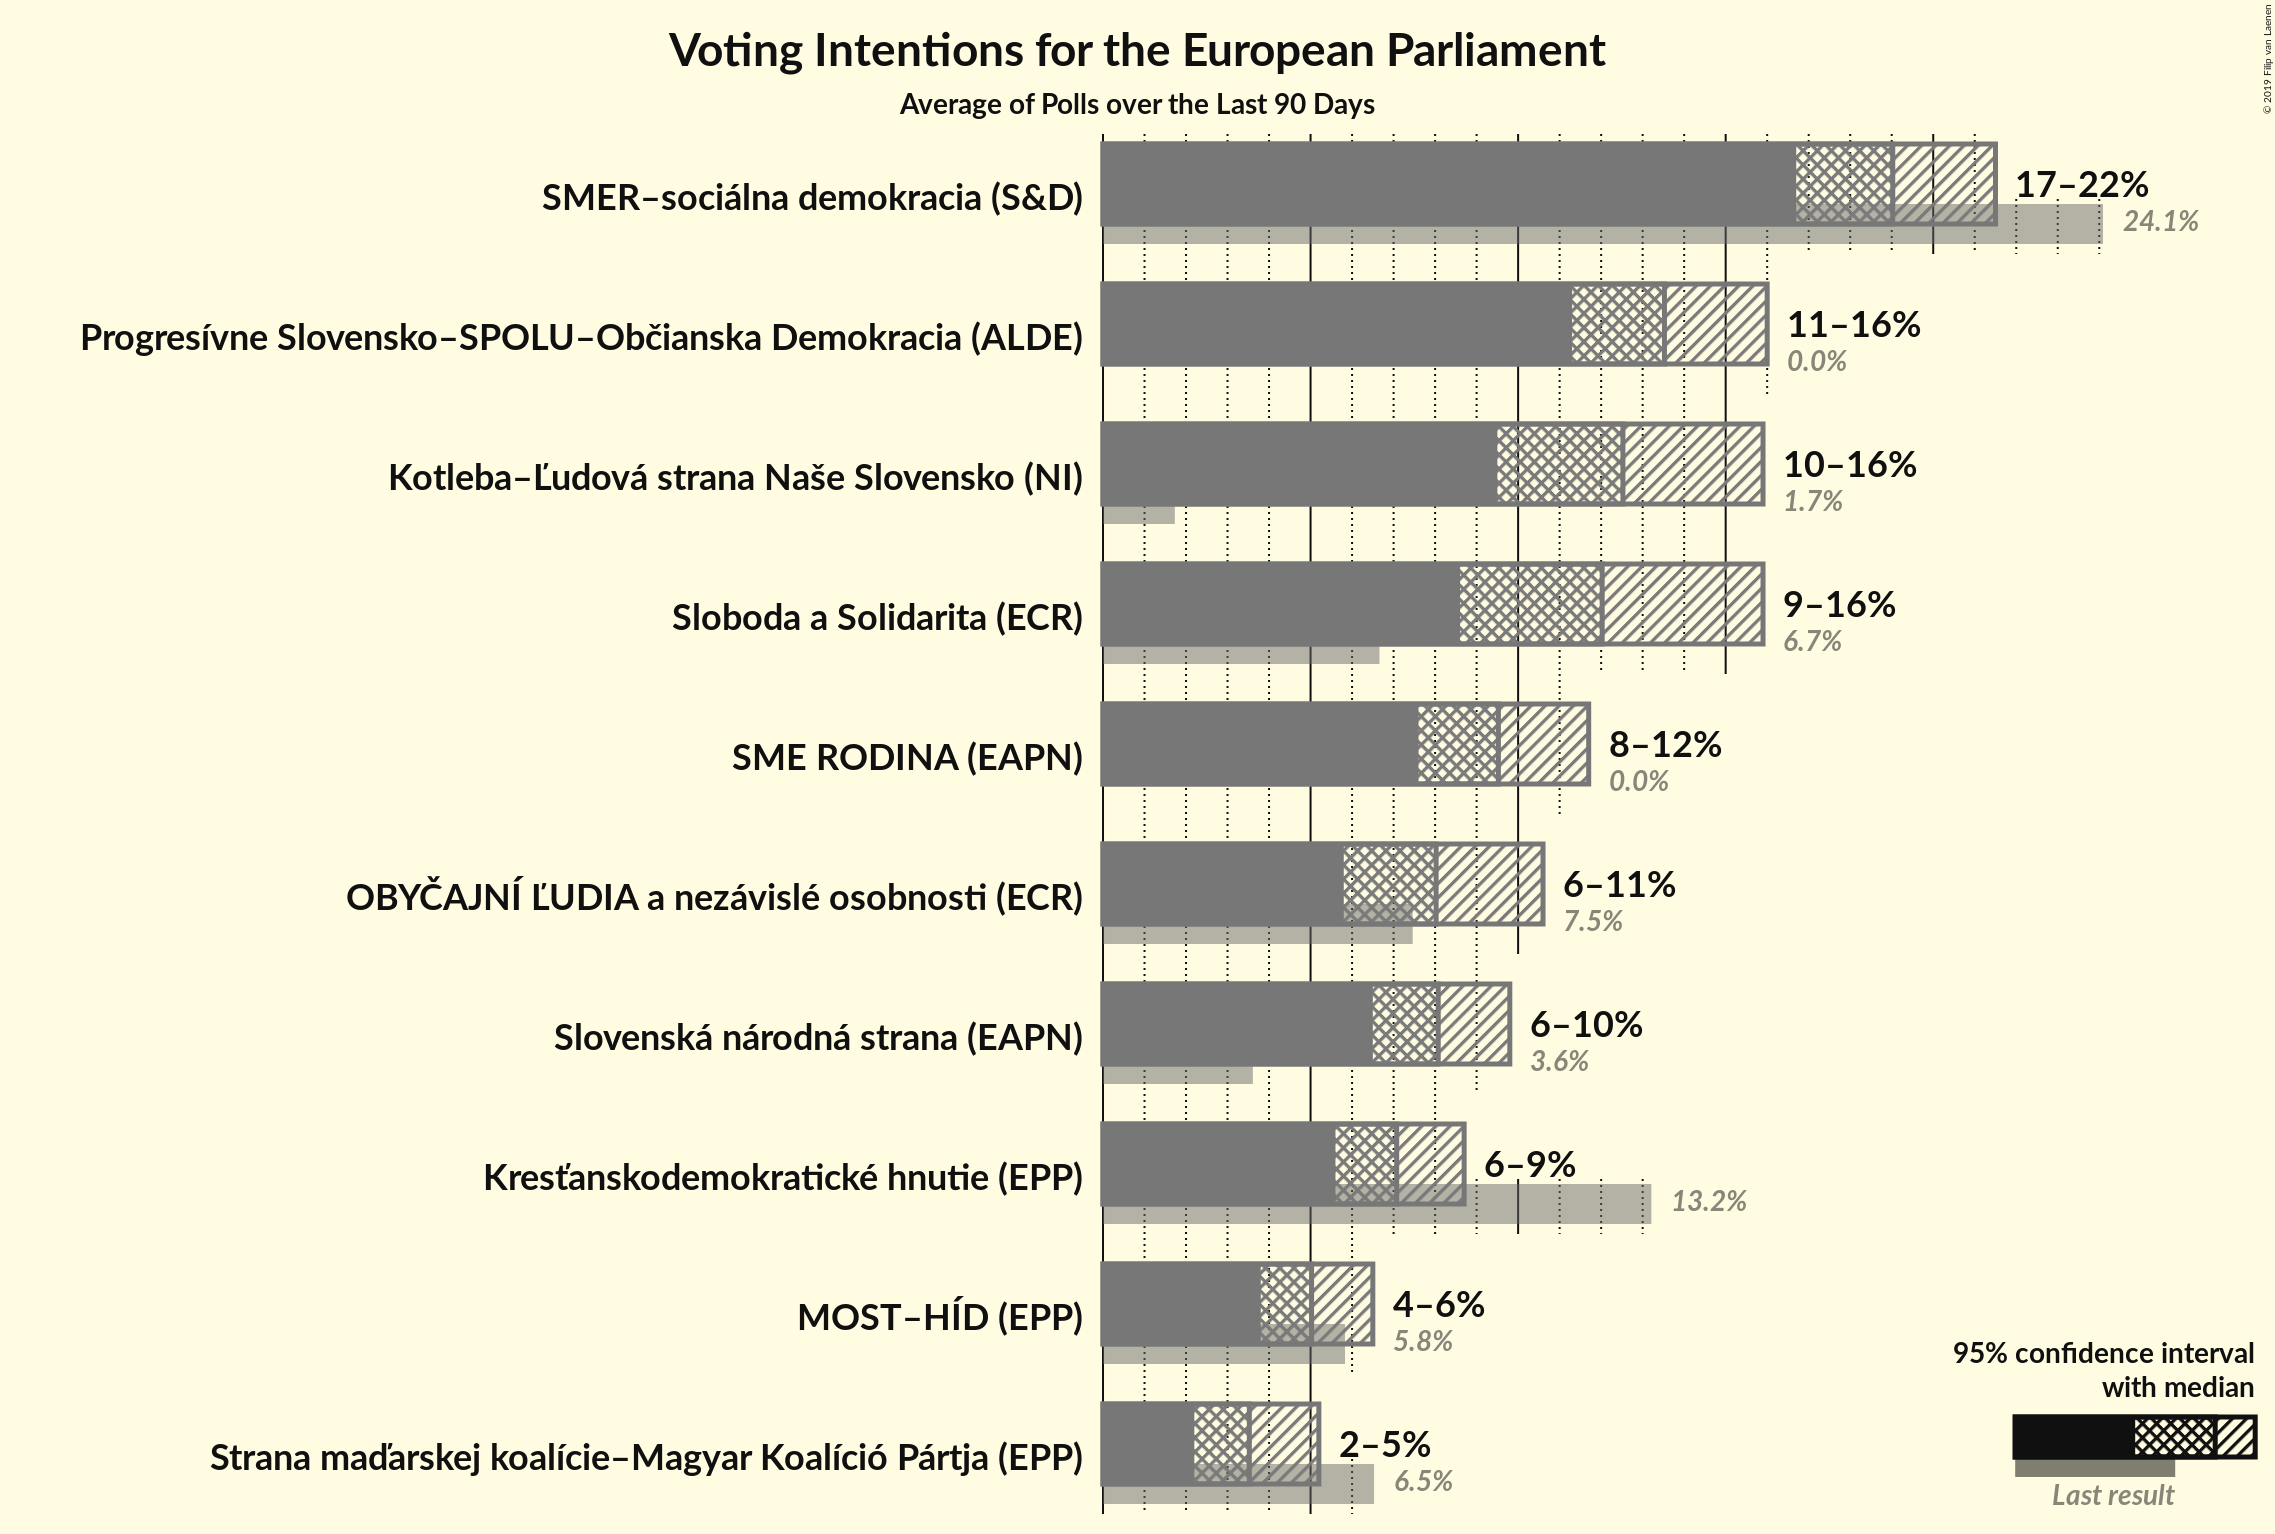 Voting Intentions for the European Parliament
Average of Polls over the Last 90 Days
© 2019 Filip van Laenen
SMER–sociálna demokracia (S&D)
17–22%
24.1%
Progresívne Slovensko–SPOLU–Občianska Demokracia (ALDE)
11–16%
0.0%
Kotleba–Ľudová strana Naše Slovensko (NI)
10–16%
1.7%
Sloboda a Solidarita (ECR)
9–16%
6.7%
SME RODINA (EAPN)
8–12%
0.0%
OBYČAJNÍ ĽUDIA a nezávislé osobnosti (ECR)
6–11%
7.5%
Slovenská národná strana (EAPN)
6–10%
3.6%
Kresťanskodemokratické hnutie (EPP)
6–9%
13.2%
MOST–HÍD (EPP)
4–6%
5.8%
Strana maďarskej koalície–Magyar Koalíció Pártja (EPP)
2–5%
6.5%
95% confidence interval
with median
Last result